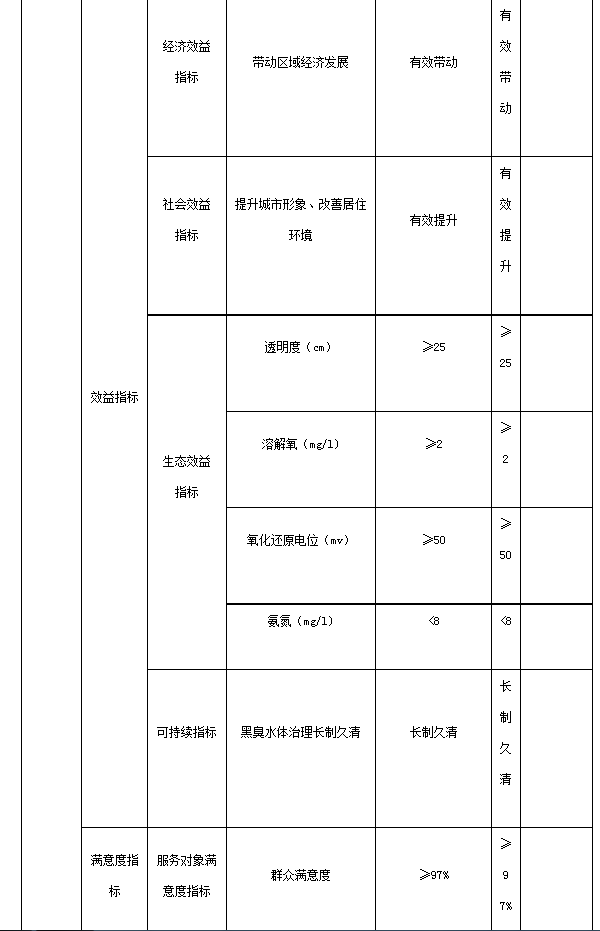 经济效益
指标
带动区域经济发展
有效带动
有
效
带
动
社会效益
指标
提升城市形象、改善居住
环境
有效提升
有
效
提
升
效益指标
生态效益
指标
透明度（cm）
≥25
≥
25
溶解氧（mg/l）
≥2
≥
2
氧化还原电位（mv）
≥50
≥
50
氨氮（mg/l）
<8
<8
可持续指标
黑臭水体治理长制久清
长制久清
长
制
久
清
满意度指
标
服务对象满
意度指标
群众满意度
≥97%
≥
9
7%